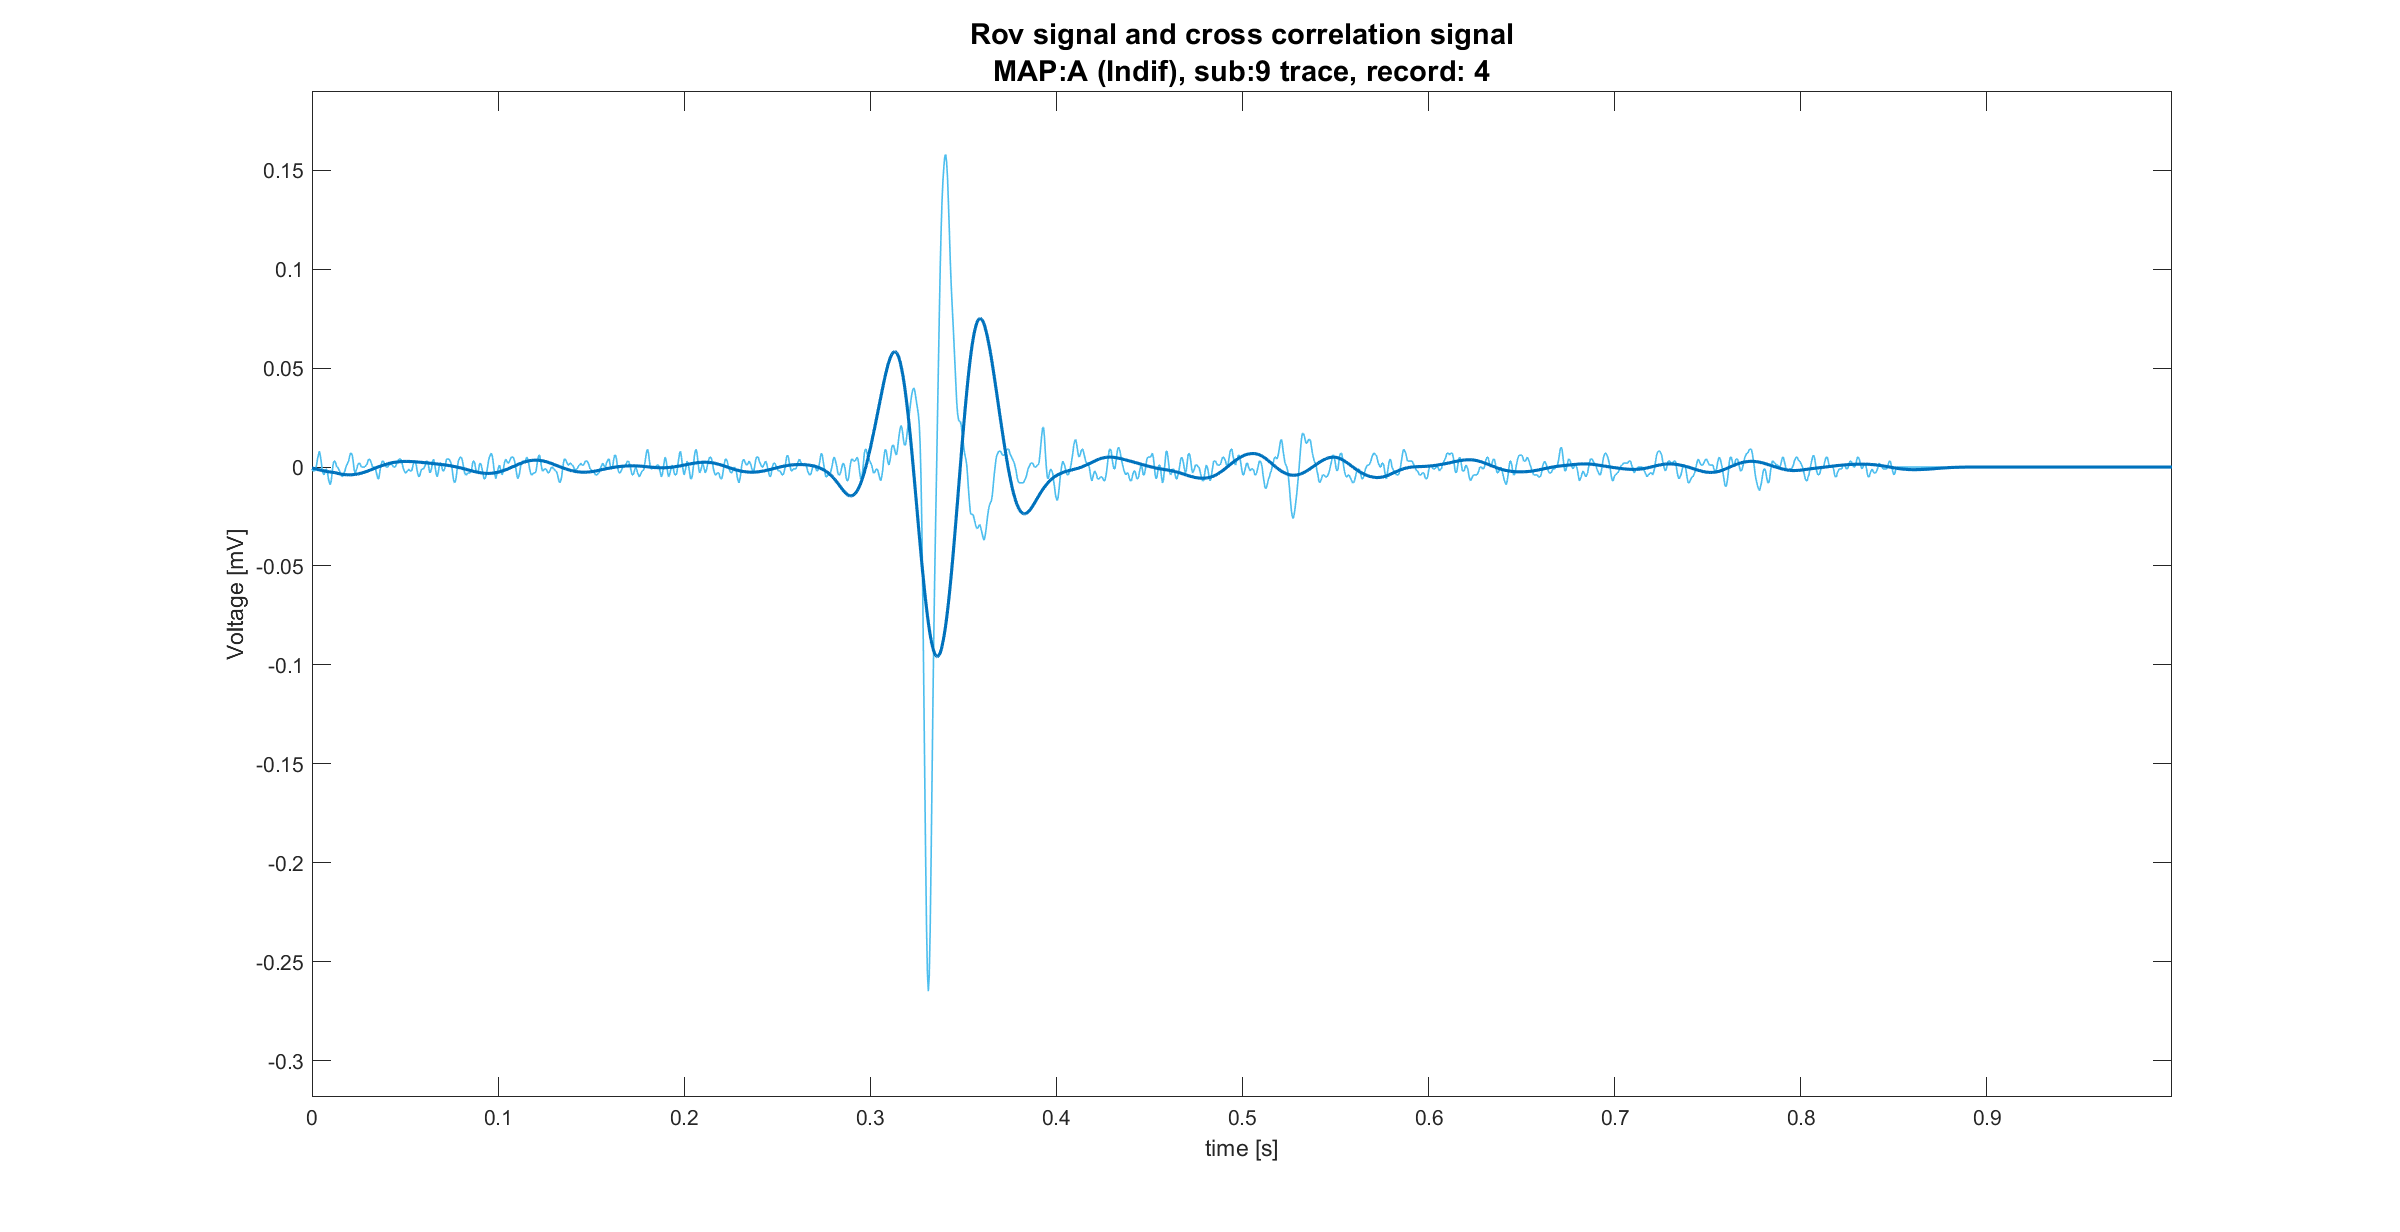 Rov signal and cross correlation signal
MAP:A (Indif), sub:9 trace, record: 4
0.15
0.1
0.05
0
-0.05
-0.1
-0.15
-0.2
-0.25
-0.3
Voltage [mV]
0 0.1 0.2 0.3 0.4 0.5 0.6 0.7 0.8 0.9
time [s]